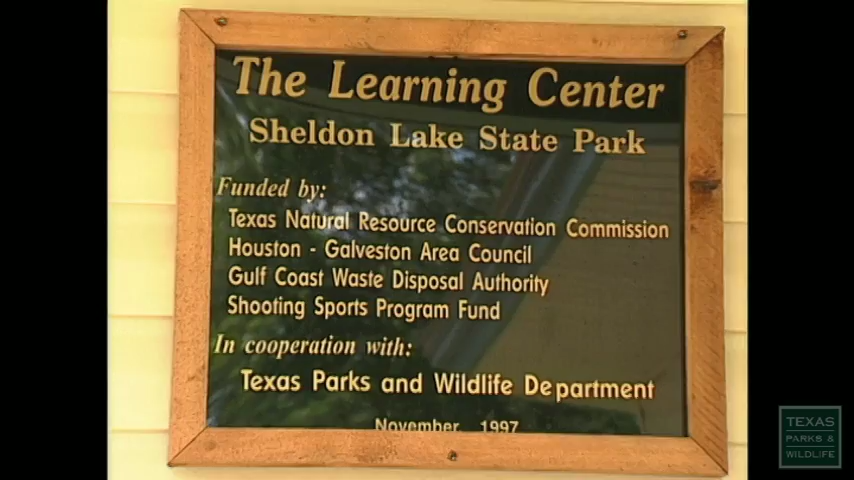 The Learning Center
Sheldon Lake State Park
Funded by:
Texas Natural Resource Conservation Commission
Houston - Galveston Area Council
Gulf Coast Waste Disposal Authority
Shooting Sports Program Fund
In cooperation with:
Texas Parks and Wildlife Department
November 1997
TEXAS
PARKS &
WILDLIFE